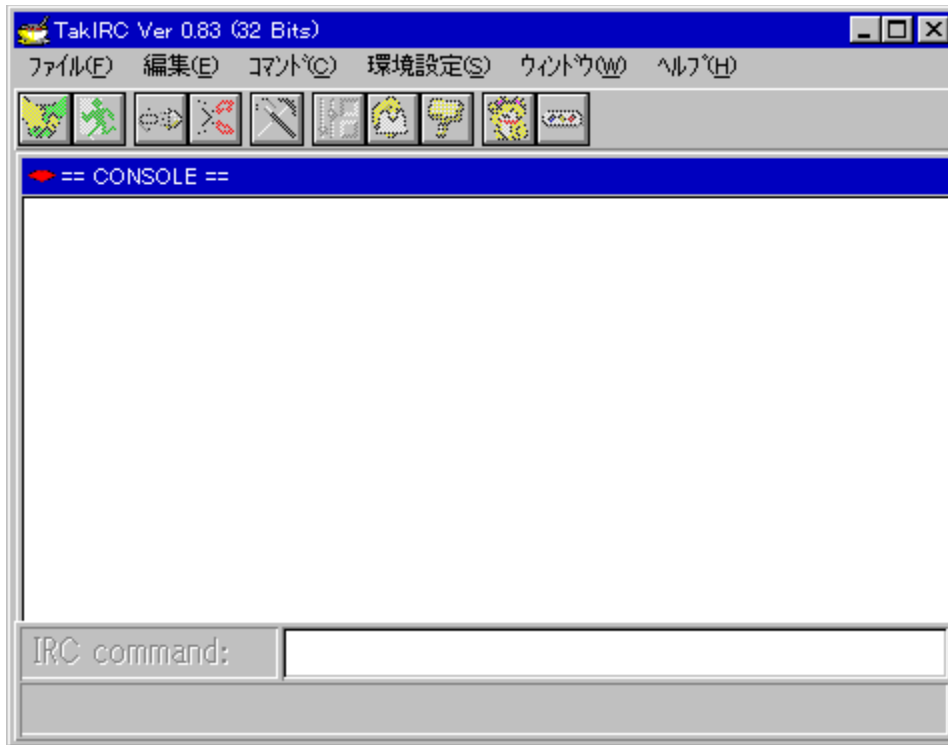 TakIRC Ver 0.83 (32 Bits)
ﾌｧｲﾙ(F) 編集(E) ｺﾏﾝﾄﾞ(C) 環境設定(S) ｳｨﾝﾄﾞｳ(W) ﾍﾙﾌﾟ(H)
== CONSOLE ==
IRC command: